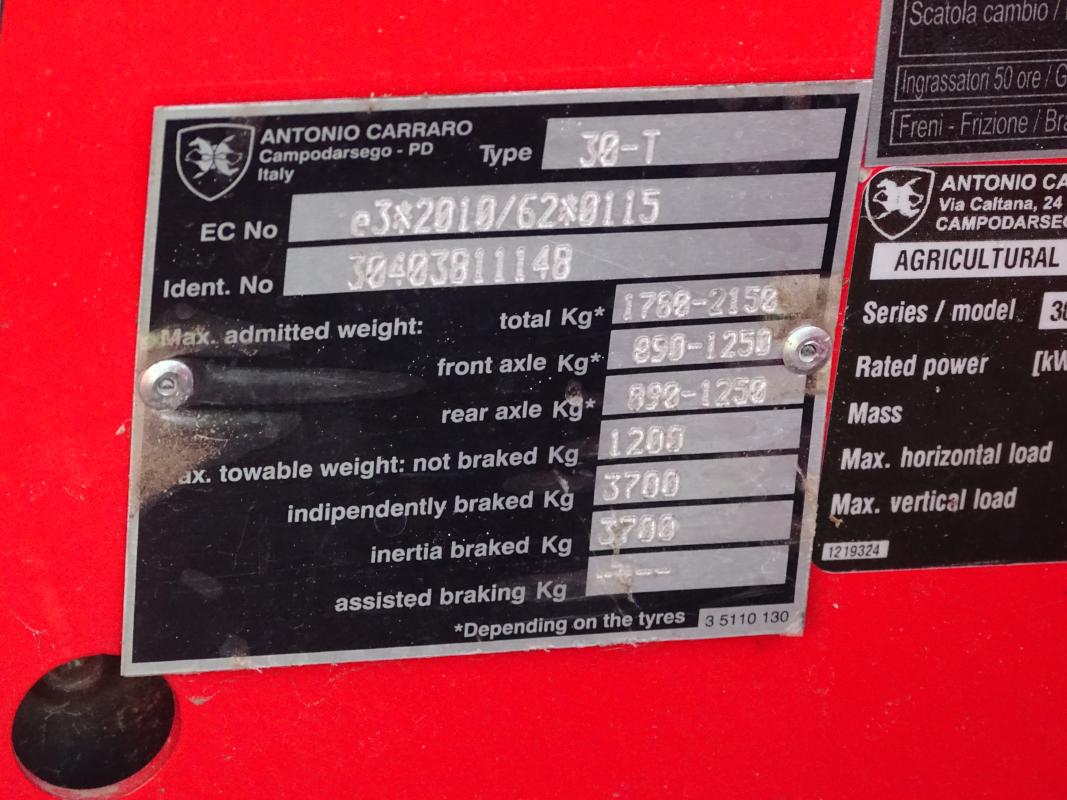 ANTONIO CARRARO
Campodarsego - PD
Italy
Type 30-T
EC No e3*2010/62*0115
Ident. No 30403811148
Max. admitted weight: total Kg* 1780-2150
front axle Kg* 890-1250
rear axle Kg* 890-1250
ax. towable weight: not braked Kg 1200
indipendently braked Kg 3700
inertia braked Kg 3700
assisted braking Kg ----
*Depending on the tyres 3 5110 130
Scatola cambio /
Ingrassatori 50 ore / G
Freni - Frizione / Bra
ANTONIO CA
Via Caltana, 24
CAMPODARSEG
AGRICULTURAL
Series / model 30
Rated power [kW
Mass
Max. horizontal load
Max. vertical load
1219324